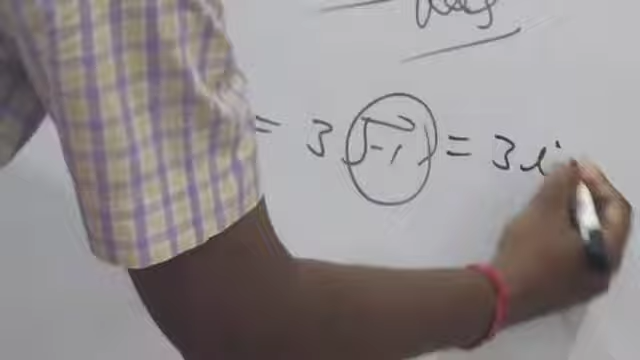 = 3 √-1 = 3i